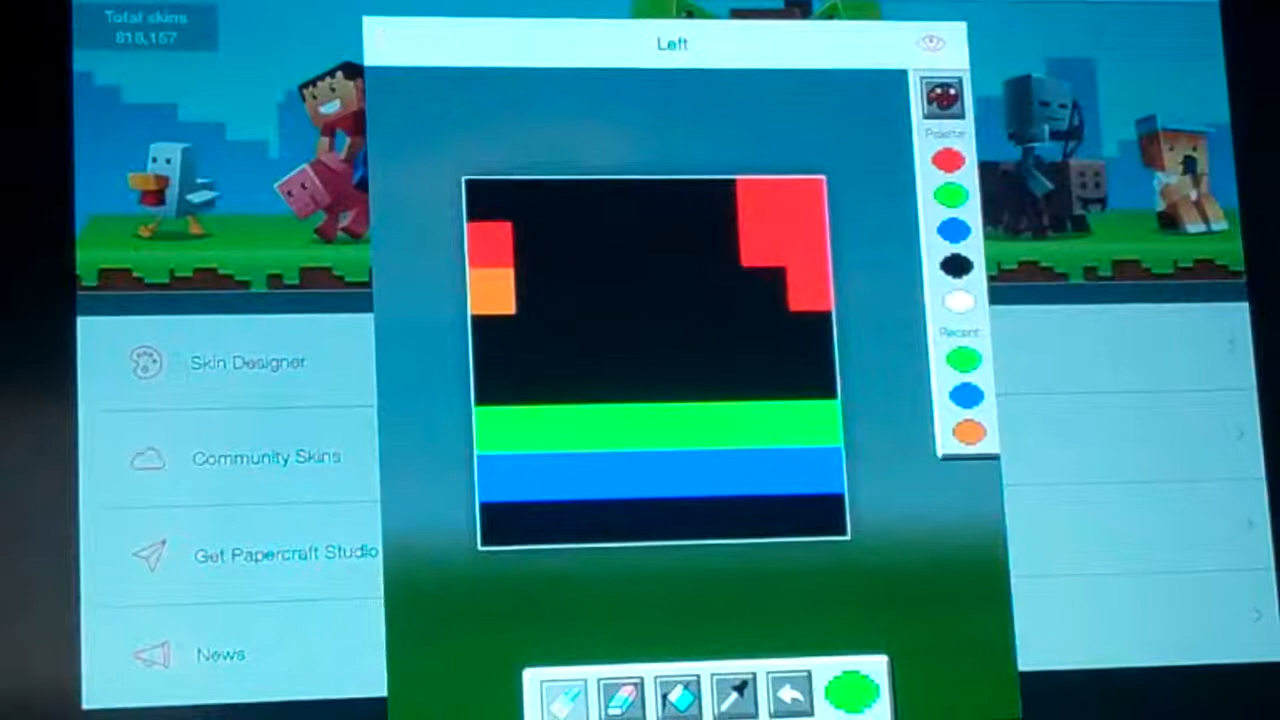 Total skins
818,157
Left
Palette:
Recent:
Skin Designer
Community Skins
Get Papercraft Studio
News